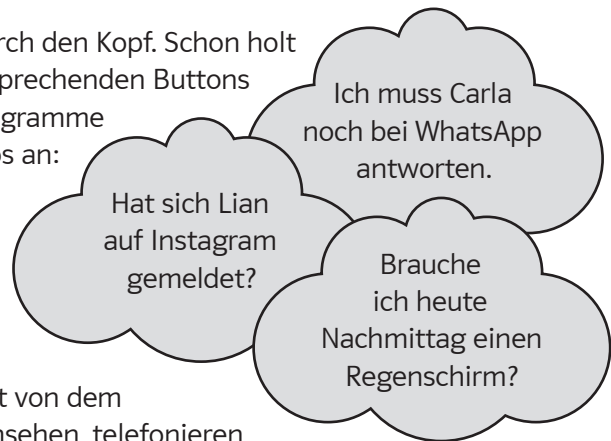 rch den Kopf. Schon holt
prechenden Buttons
gramme
os an:
Ich muss Carla
noch bei WhatsApp
antworten.
Hat sich Lian
auf Instagram
gemeldet?
Brauche
ich heute
Nachmittag einen
Regenschirm?
t von dem
nsehen, telefonieren